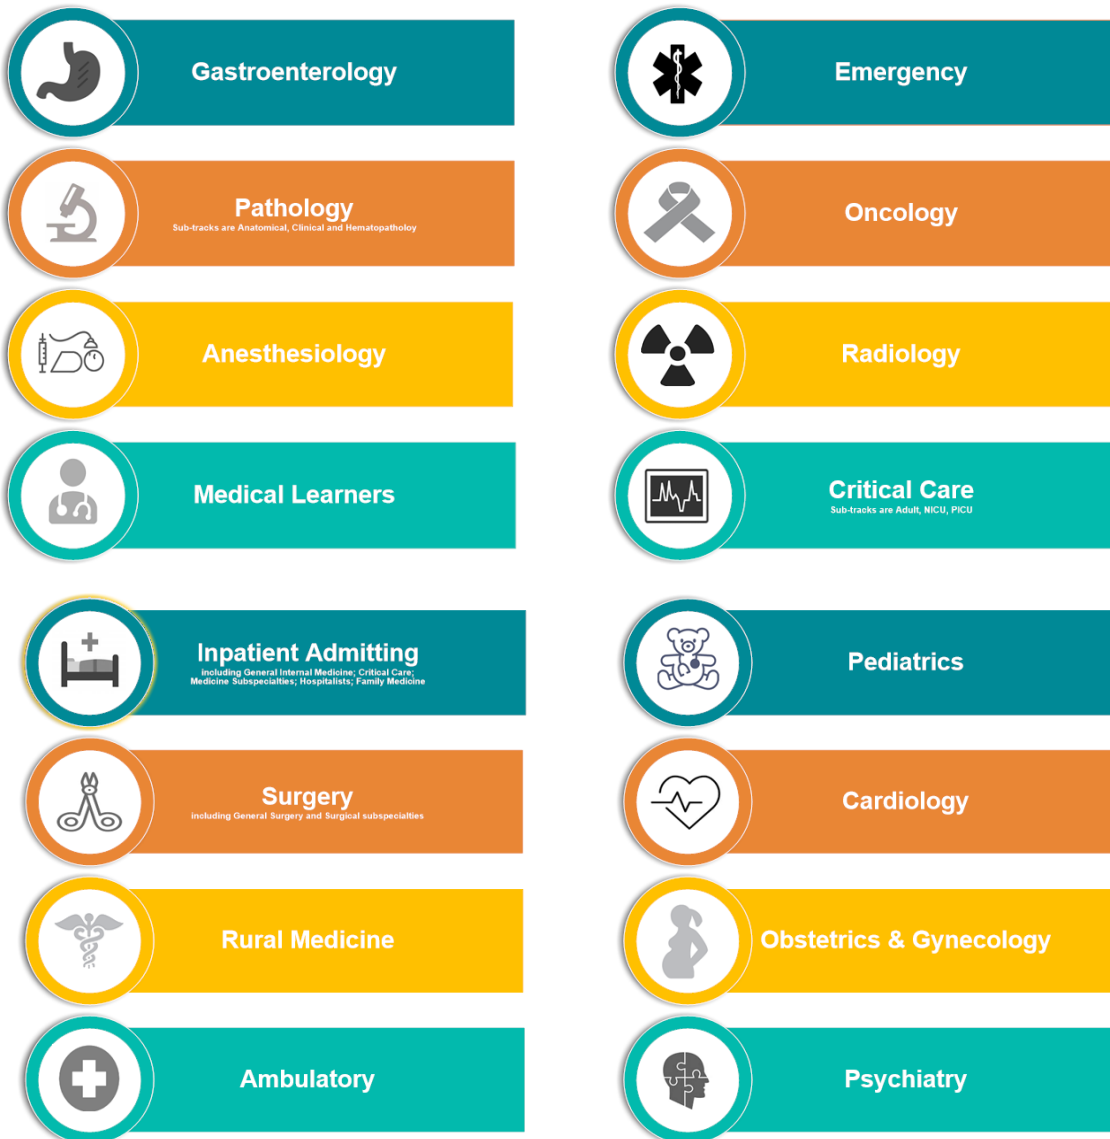 Gastroenterology
Emergency
Pathology
Sub-tracks are Anatomical, Clinical and Hematopatholoy
Oncology
Anesthesiology
Radiology
Medical Learners
Critical Care
Sub-tracks are Adult, NICU, PICU
Inpatient Admitting
including General Internal Medicine; Critical Care;
Medicine Subspecialties; Hospitalists; Family Medicine
Pediatrics
Surgery
including General Surgery and Surgical subspecialties
Cardiology
Rural Medicine
Obstetrics & Gynecology
Ambulatory
Psychiatry